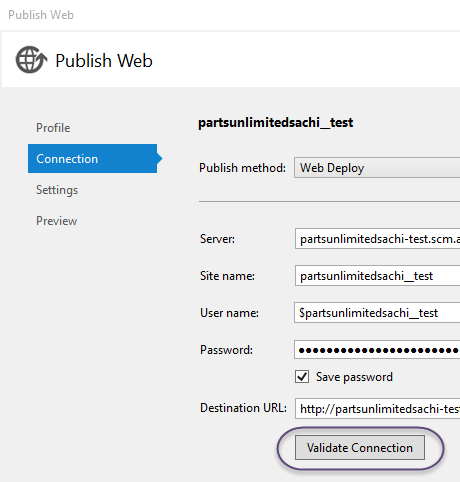 Publish Web
Publish Web
Profile
Connection
Settings
Preview
partsunlimitedsachi__test
Publish method: Web Deploy
Server: partsunlimitedsachi-test.scm.a
Site name: partsunlimitedsachi__test
User name: $partsunlimitedsachi__test
Password: ●●●●●●●●●●●●●●●●●●●●●●●
Save password
Destination URL: http://partsunlimitedsachi-tes
Validate Connection